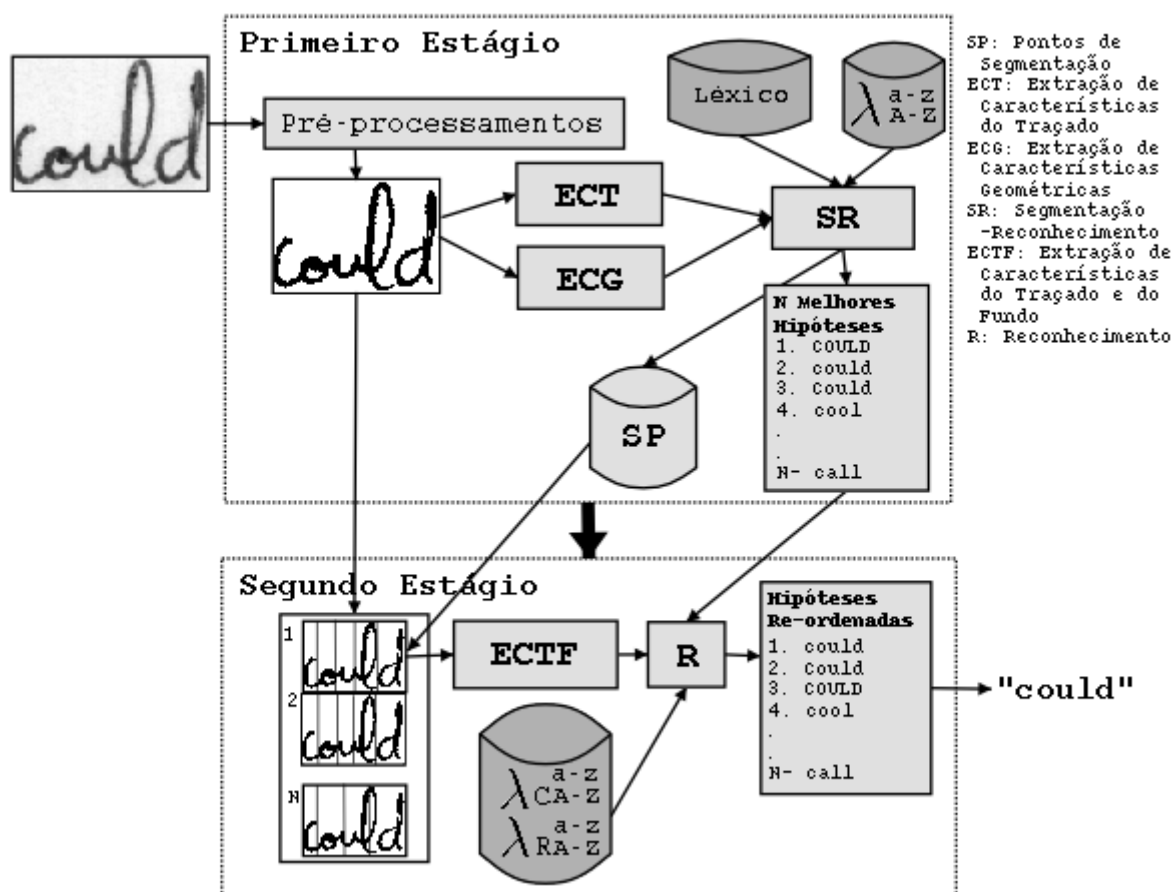 Primeiro Estágio
could
Pré-processamentos
Léxico
λ a-z
A-Z
ECT
ECG
SR
could
N Melhores
Hipóteses
1. COULD
2. could
3. Could
4. cool
.
.
N- call
SP
SP: Pontos de
Segmentação
ECT: Extração de
Características
do Traçado
ECG: Extração de
Características
Geométricas
SR: Segmentação
-Reconhecimento
ECTF: Extração de
Características
do Traçado e do
Fundo
R: Reconhecimento
Segundo Estágio
1
could
2
could
N
could
ECTF
R
λ a-z
CA-Z
λ a-z
RA-Z
Hipóteses
Re-ordenadas
1. could
2. Could
3. COULD
4. cool
.
.
N- call
"could"